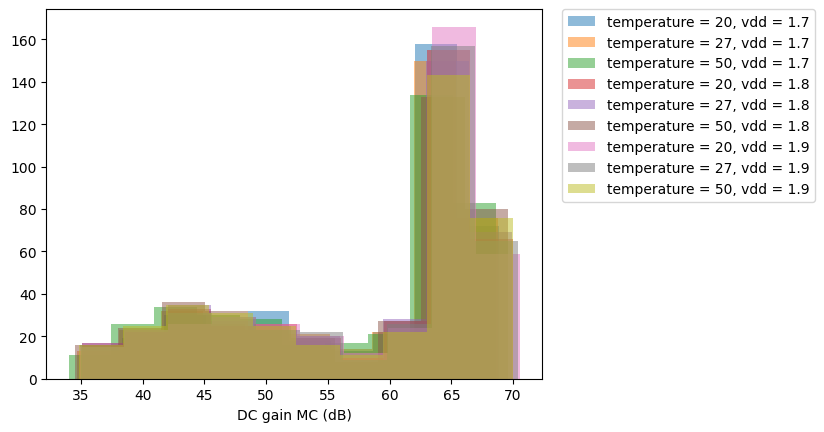 160
140
120
100
80
60
40
20
0
35 40 45 50 55 60 65 70
DC gain MC (dB)
temperature = 20, vdd = 1.7
temperature = 27, vdd = 1.7
temperature = 50, vdd = 1.7
temperature = 20, vdd = 1.8
temperature = 27, vdd = 1.8
temperature = 50, vdd = 1.8
temperature = 20, vdd = 1.9
temperature = 27, vdd = 1.9
temperature = 50, vdd = 1.9